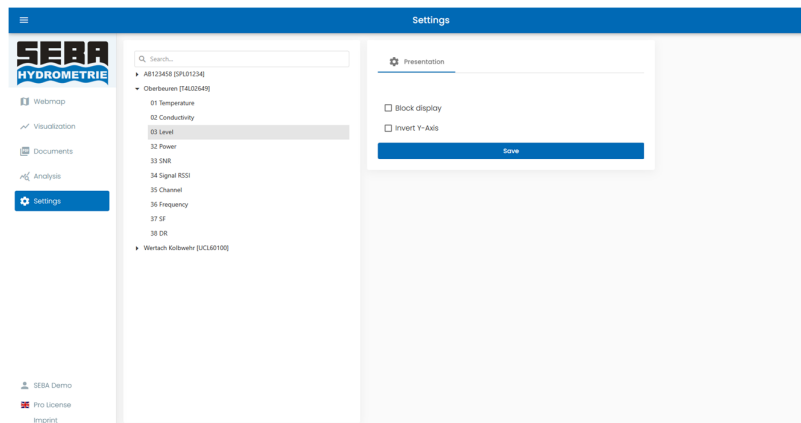 Settings
SEBA
HYDROMETRIE
Webmap
Visualization
Documents
Analysis
Settings
SEBA Demo
Pro License
Imprint
Search...
AB123458 [SPL01234]
Oberbeuren [T4L02649]
01 Temperature
02 Conductivity
03 Level
32 Power
33 SNR
34 Signal RSSI
35 Channel
36 Frequency
37 SF
38 DR
Wertach Kolbwehr [UCL60100]
Presentation
Block display
Invert Y-Axis
Save